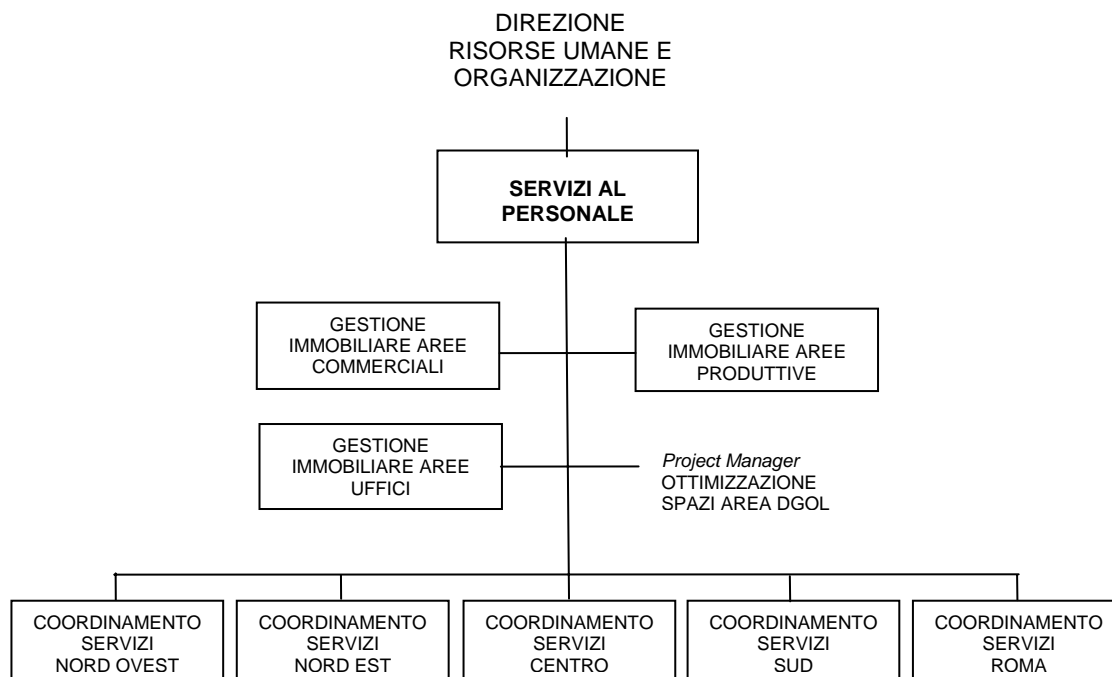 DIREZIONE
RISORSE UMANE E
ORGANIZZAZIONE
SERVIZI AL
PERSONALE
GESTIONE
IMMOBILIARE AREE
COMMERCIALI
GESTIONE
IMMOBILIARE AREE
PRODUTTIVE
GESTIONE
IMMOBILIARE AREE
UFFICI
Project Manager
OTTIMIZZAZIONE
SPAZI AREA DGOL
COORDINAMENTO
SERVIZI
NORD OVEST
COORDINAMENTO
SERVIZI
NORD EST
COORDINAMENTO
SERVIZI
CENTRO
COORDINAMENTO
SERVIZI
SUD
COORDINAMENTO
SERVIZI
ROMA